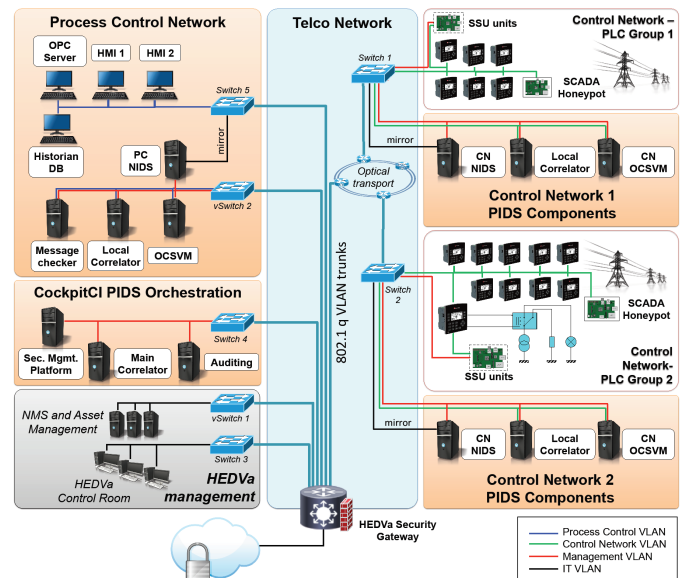 Process Control Network
OPC
Server
HMI 1
HMI 2
Switch 5
mirror
Historian
DB
PC
NIDS
vSwitch 2
Message
checker
Local
Correlator
OCSVM
CockpitCI PIDS Orchestration
Switch 4
Sec. Mgmt.
Platform
Main
Correlator
Auditing
NMS and Asset
Management
vSwitch 1
Switch 3
HEDVa
Control Room
HEDVa
management
Telco Network
Switch 1
Optical
transport
802.1 q VLAN trunks
Switch
2
HEDVa Security
Gateway
SSU units
Control Network –
PLC Group 1
SCADA
Honeypot
mirror
CN
NIDS
Local
Correlator
CN
OCSVM
Control Network 1
PIDS Components
SCADA
Honeypot
SSU units
Control
Network-
PLC Group 2
mirror
CN
NIDS
Local
Correlator
CN
OCSVM
Control Network 2
PIDS Components
Process Control VLAN
Control Network VLAN
Management VLAN
IT VLAN